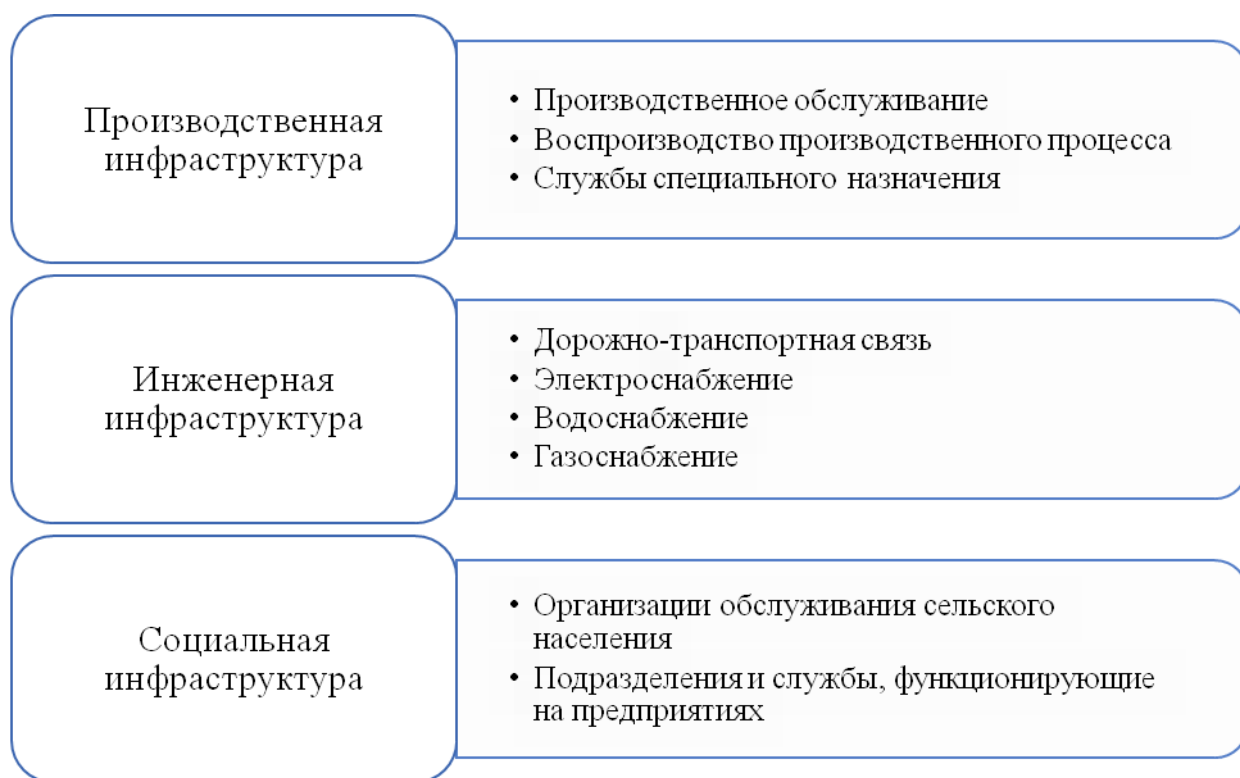 Производственная
инфраструктура
• Производственное обслуживание
• Воспроизводство производственного процесса
• Службы специального назначения
Инженерная
инфраструктура
• Дорожно-транспортная связь
• Электроснабжение
• Водоснабжение
• Газоснабжение
Социальная
инфраструктура
• Организации обслуживания сельского
населения
• Подразделения и службы, функционирующие
на предприятиях